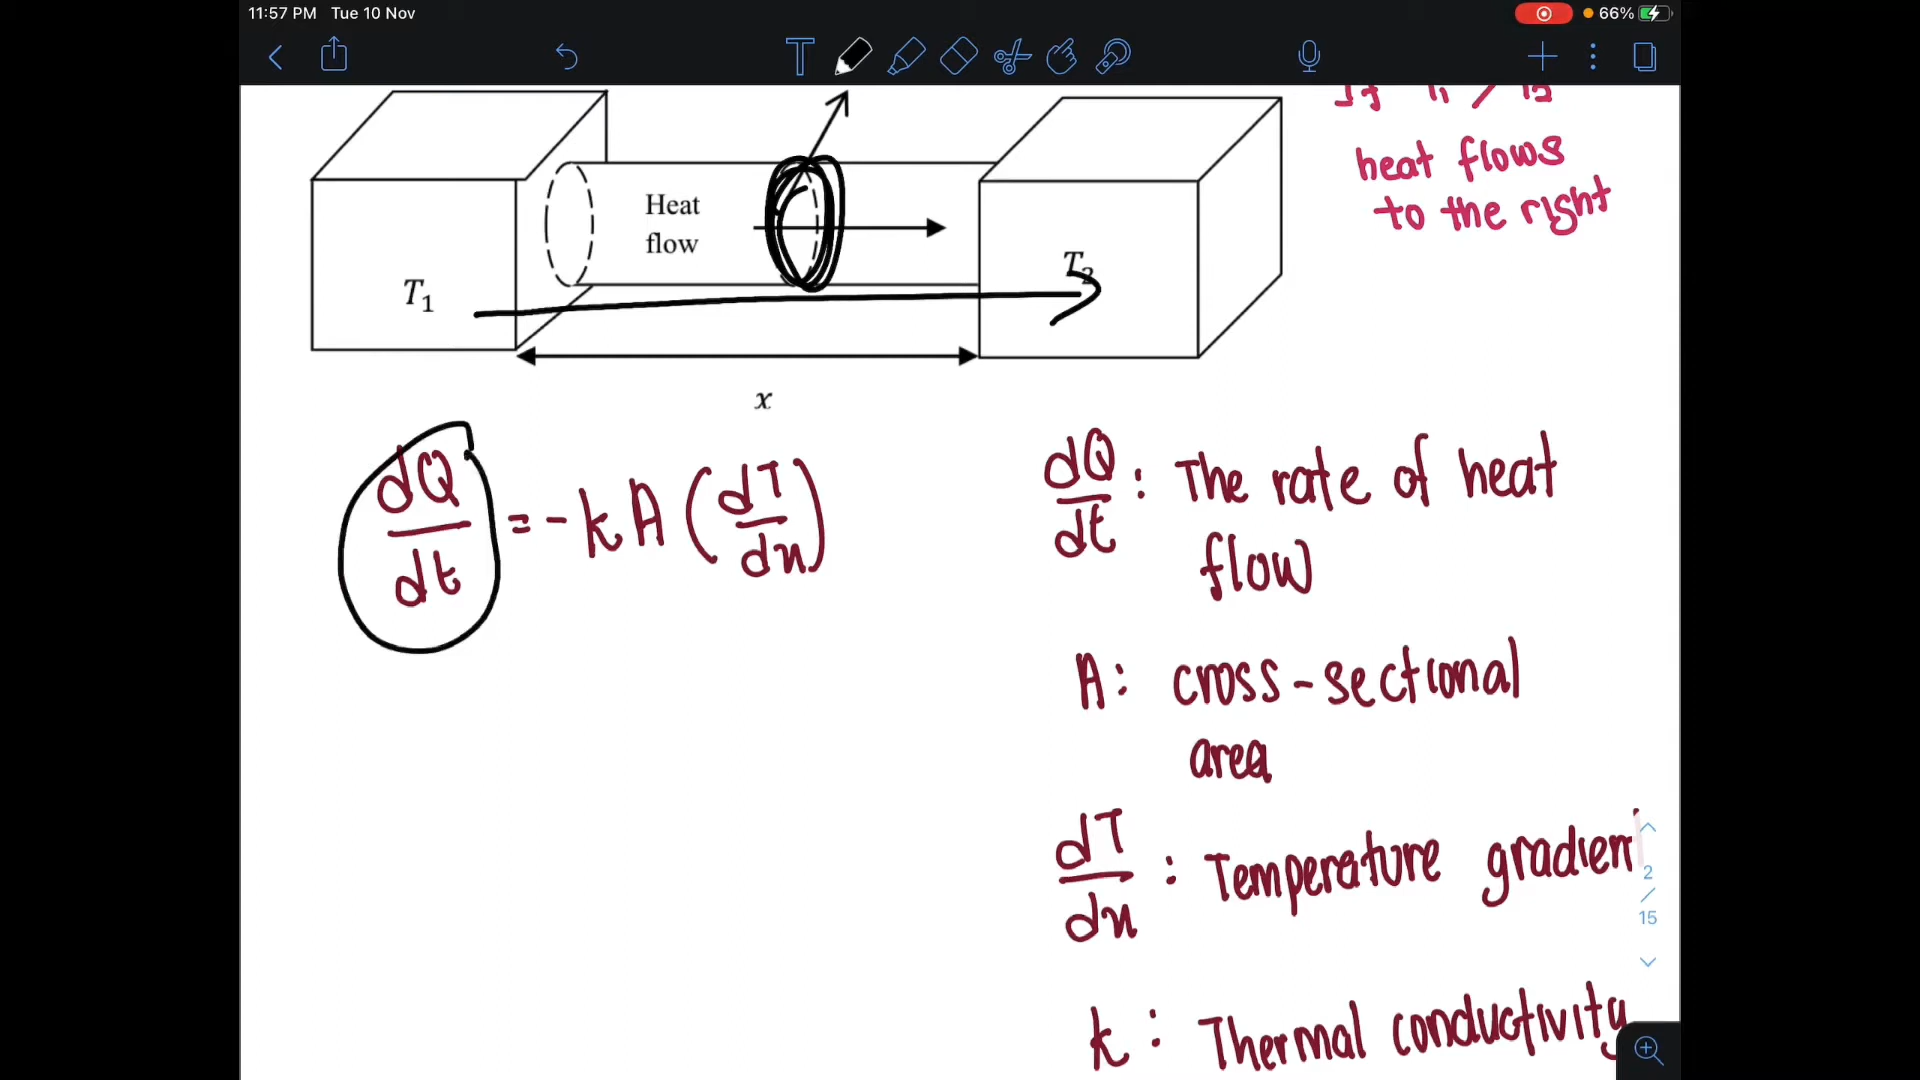 11:57 PM Tue 10 Nov
66%
heat flows
to the right
Heat
flow
T₁
T₂
x
dQ/dt = -kA (dT/dx)
dQ/dt : The rate of heat
flow
A : cross-sectional
area
dT/dx : Temperature gradien
k : Thermal conductivity
2
/
15